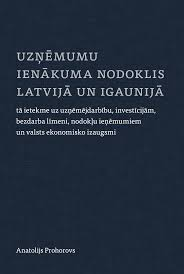 UZŅĒMUMU
IENĀKUMA NODOKLIS
LATVIJĀ UN IGAUNIJĀ
tā ietekme uz uzņēmējdarbību, investīcijām,
bezdarba līmeni, nodokļu ieņēmumiem
un valsts ekonomisko izaugsmi
Anatolijs Prohorovs